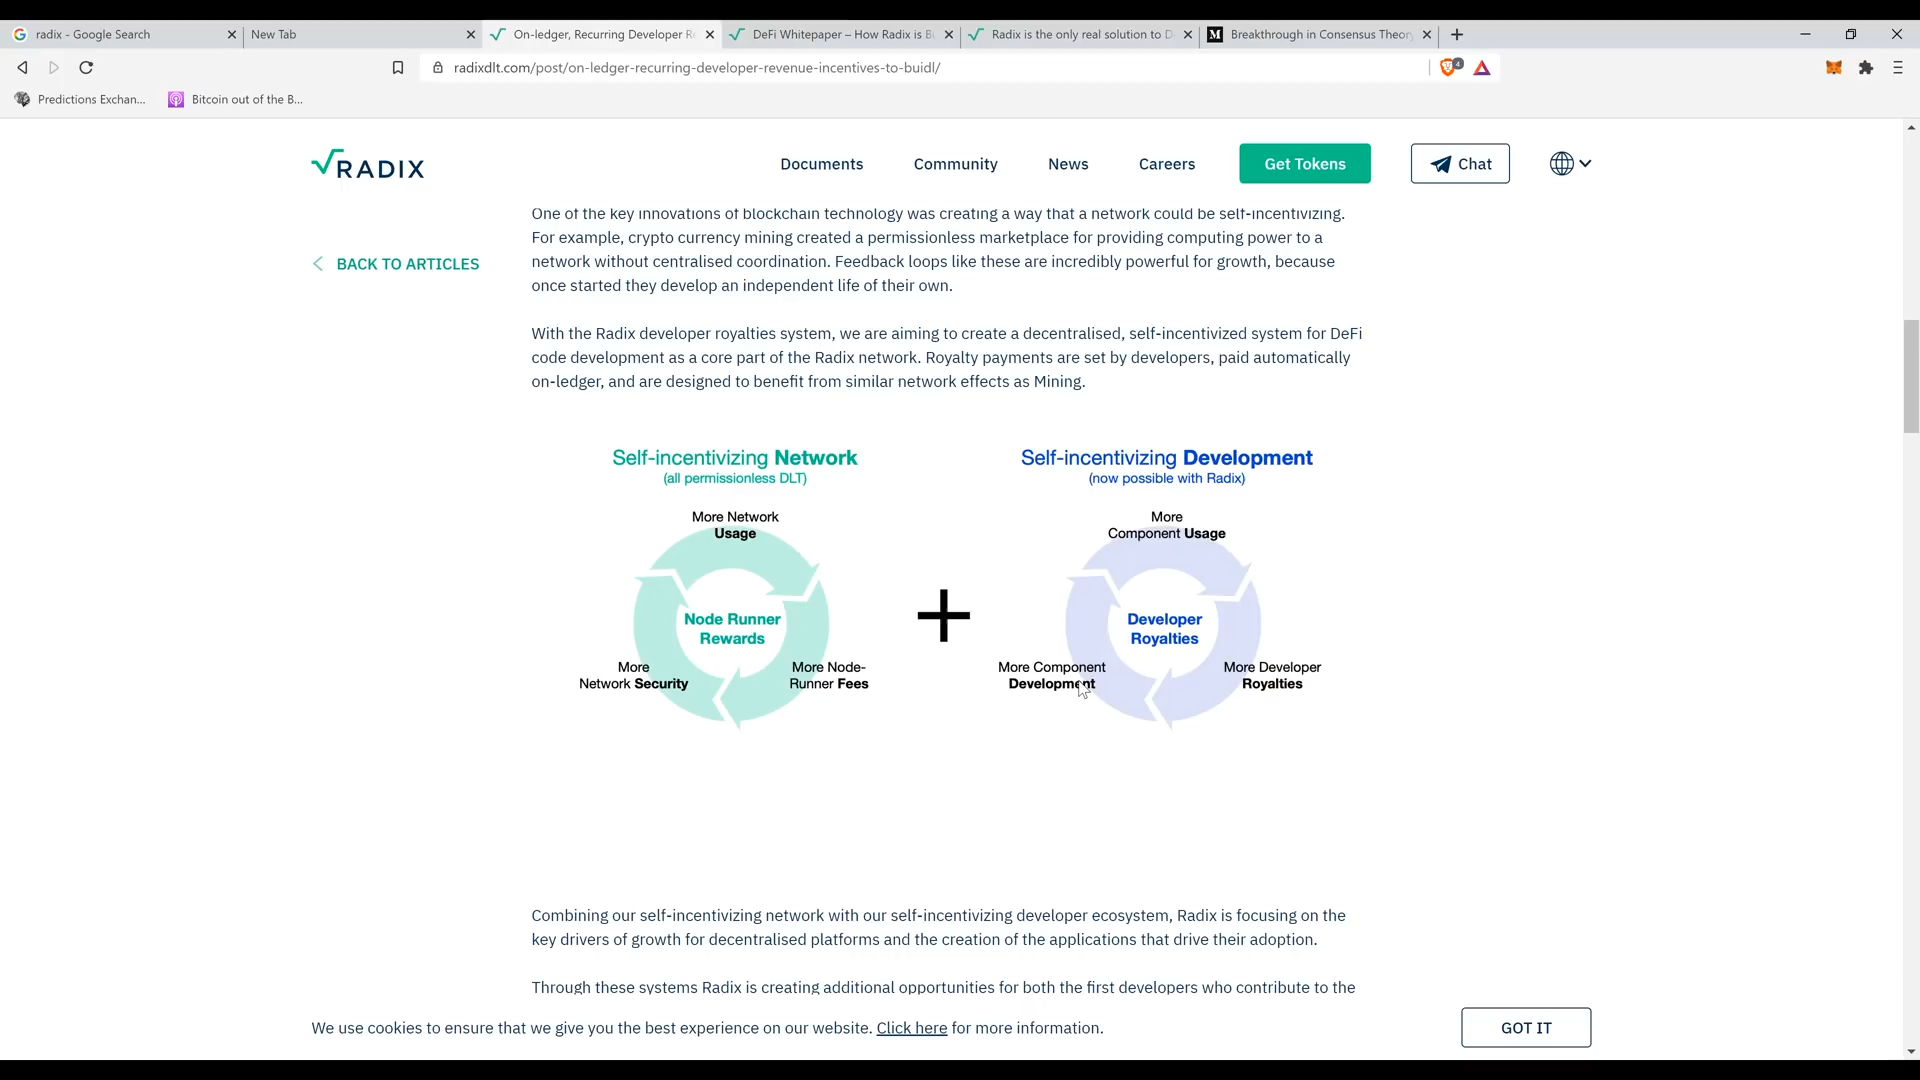 radix - Google Search
New Tab
On-ledger, Recurring Developer Re
DeFi Whitepaper – How Radix is B
Radix is the only real solution to D
Breakthrough in Consensus Theory
radixdlt.com/post/on-ledger-recurring-developer-revenue-incentives-to-buidl/
4
Predictions Exchan...
Bitcoin out of the B...
RADIX
Documents
Community
News
Careers
Get Tokens
Chat
BACK TO ARTICLES
One of the key innovations of blockchain technology was creating a way that a network could be self-incentivizing.
For example, crypto currency mining created a permissionless marketplace for providing computing power to a
network without centralised coordination. Feedback loops like these are incredibly powerful for growth, because
once started they develop an independent life of their own.
With the Radix developer royalties system, we are aiming to create a decentralised, self-incentivized system for DeFi
code development as a core part of the Radix network. Royalty payments are set by developers, paid automatically
on-ledger, and are designed to benefit from similar network effects as Mining.
Self-incentivizing Network
(all permissionless DLT)
More Network
Usage
Node Runner
Rewards
More
Network Security
More Node-
Runner Fees
+
Self-incentivizing Development
(now possible with Radix)
More
Component Usage
Developer
Royalties
More Component
Development
More Developer
Royalties
Combining our self-incentivizing network with our self-incentivizing developer ecosystem, Radix is focusing on the
key drivers of growth for decentralised platforms and the creation of the applications that drive their adoption.
Through these systems Radix is creating additional opportunities for both the first developers who contribute to the
We use cookies to ensure that we give you the best experience on our website. Click here for more information.
GOT IT